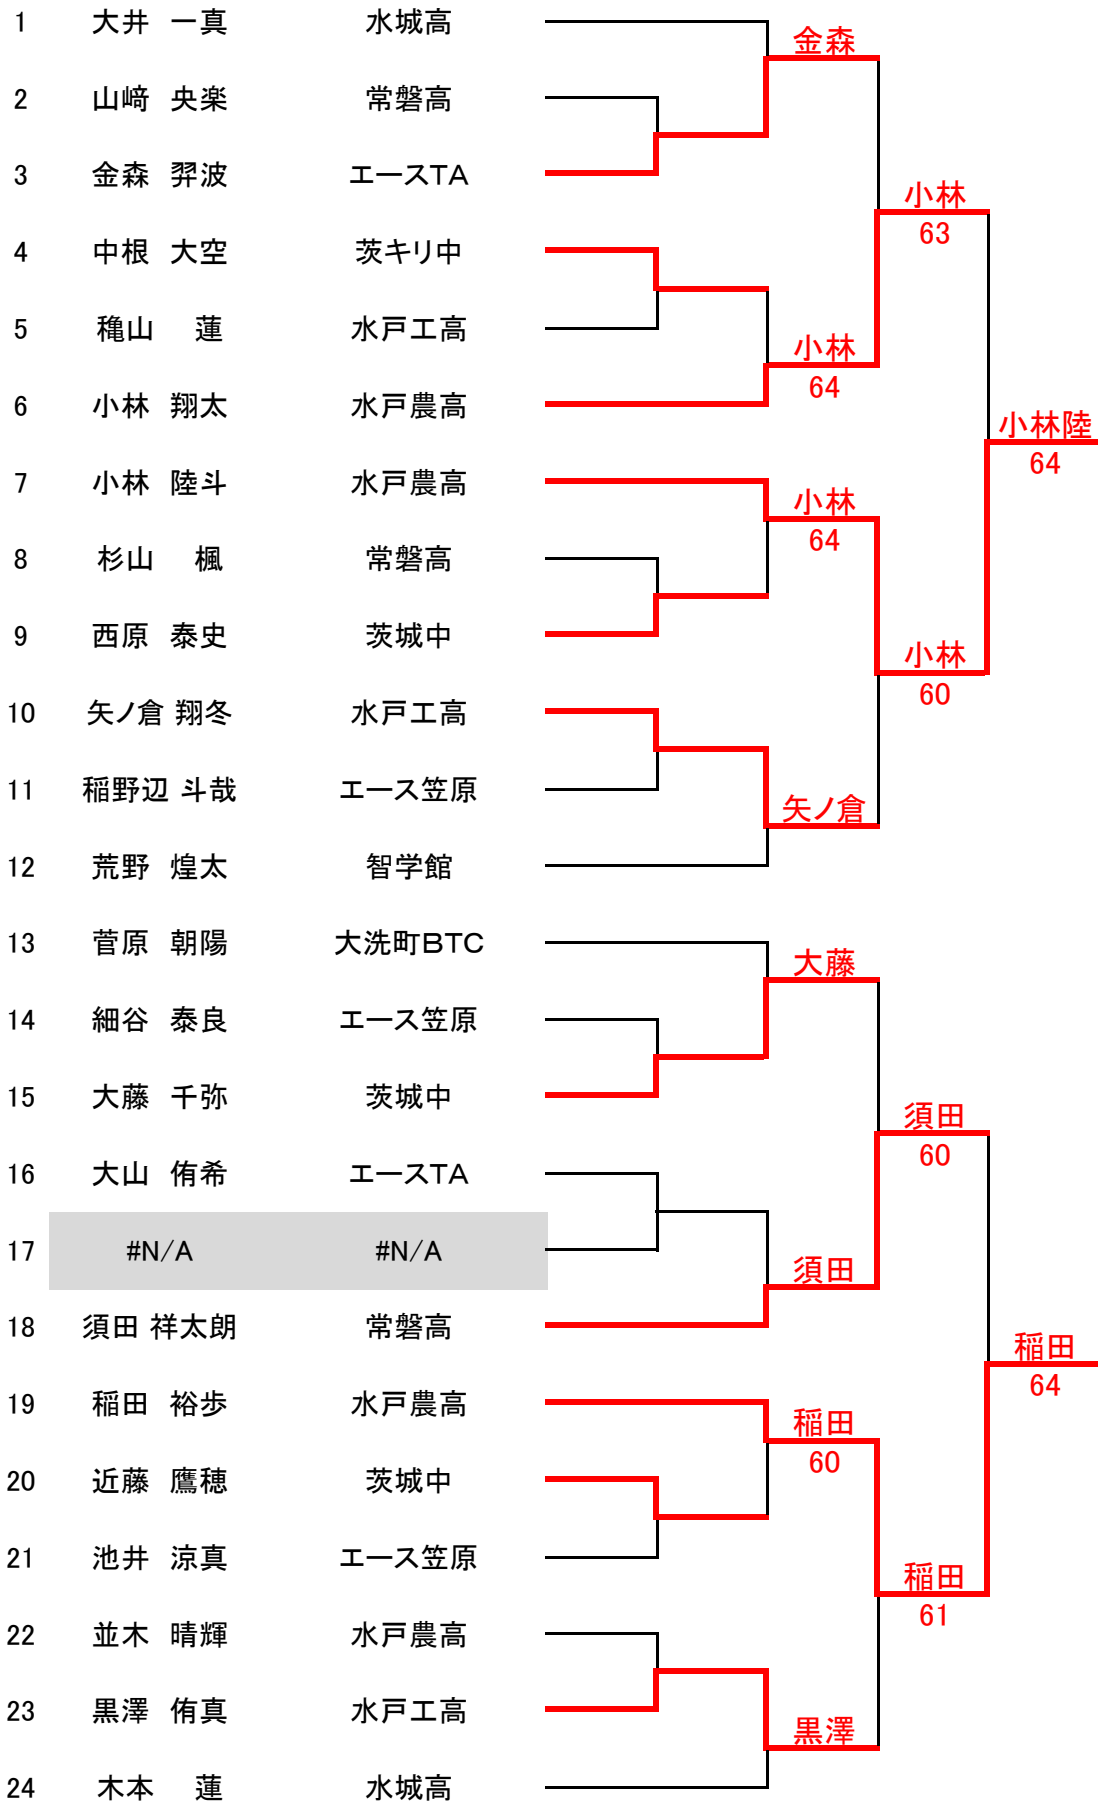 1 大井 一真 水城高
金森
2 山﨑 央楽 常磐高
3 金森 羿波 エースTA
小林
63
4 中根 大空 茨キリ中
5 穐山 蓮 水戸工高
小林
64
6 小林 翔太 水戸農高
小林陸
64
7 小林 陸斗 水戸農高
小林
64
8 杉山 楓 常磐高
9 西原 泰史 茨城中
小林
60
10 矢ノ倉 翔冬 水戸工高
11 稲野辺 斗哉 エース笠原
矢ノ倉
12 荒野 煌太 智学館
13 菅原 朝陽 大洗町BTC
大藤
14 細谷 泰良 エース笠原
15 大藤 千弥 茨城中
須田
60
16 大山 侑希 エースTA
17 #N/A #N/A
須田
18 須田 祥太朗 常磐高
稲田
64
19 稲田 裕歩 水戸農高
稲田
60
20 近藤 鷹穂 茨城中
21 池井 涼真 エース笠原
稲田
61
22 並木 晴輝 水戸農高
23 黒澤 侑真 水戸工高
黒澤
24 木本 蓮 水城高